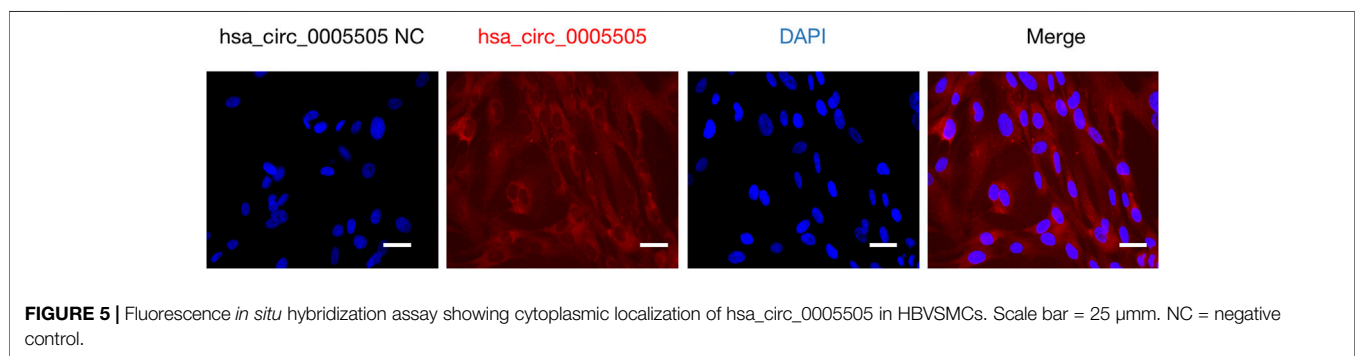 hsa_circ_0005505 NC hsa_circ_0005505 DAPI Merge
FIGURE 5 | Fluorescence in situ hybridization assay showing cytoplasmic localization of hsa_circ_0005505 in HBVSMCs. Scale bar = 25 μmm. NC = negative
control.